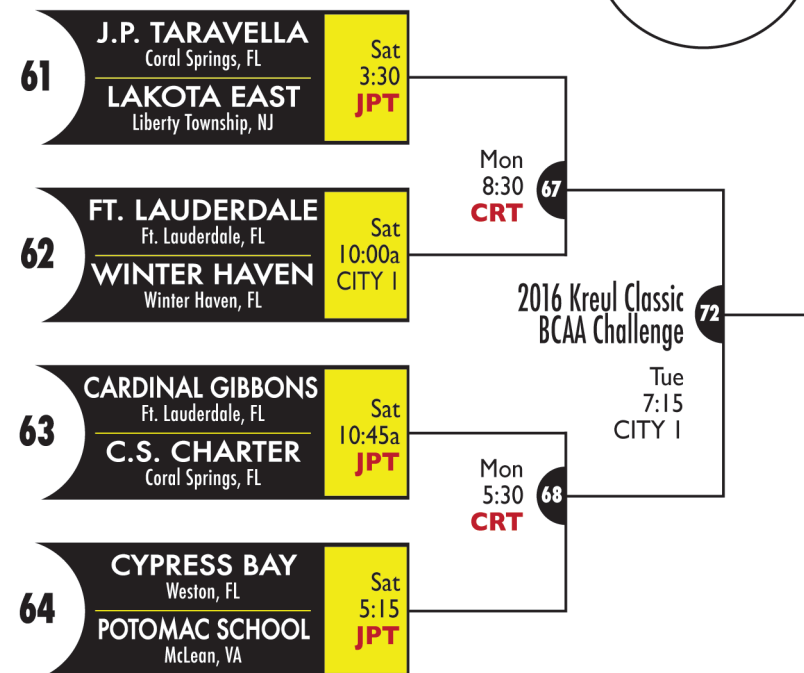 61
J.P. TARAVELLA
Coral Springs, FL
LAKOTA EAST
Liberty Township, NJ
Sat
3:30
JPT
62
FT. LAUDERDALE
Ft. Lauderdale, FL
WINTER HAVEN
Winter Haven, FL
Sat
10:00a
CITY 1
Mon
8:30
CRT
67
63
CARDINAL GIBBONS
Ft. Lauderdale, FL
C.S. CHARTER
Coral Springs, FL
Sat
10:45a
JPT
64
CYPRESS BAY
Weston, FL
POTOMAC SCHOOL
McLean, VA
Sat
5:15
JPT
Mon
5:30
CRT
68
2016 Kreul Classic
BCAA Challenge
72
Tue
7:15
CITY 1